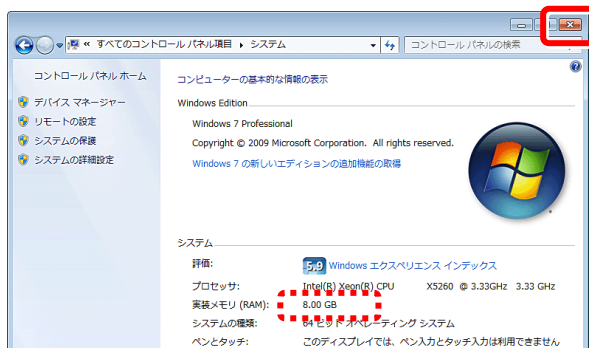 « すべてのコントロール パネル項目 ▸ システム
コントロール パネルの検索
コントロール パネル ホーム
デバイス マネージャー
リモートの設定
システムの保護
システムの詳細設定
コンピューターの基本的な情報の表示
Windows Edition
Windows 7 Professional
Copyright © 2009 Microsoft Corporation. All rights reserved.
Windows 7 の新しいエディションの追加機能の取得
システム
評価:
5.9 Windows エクスペリエンス インデックス
プロセッサ: Intel(R) Xeon(R) CPU X5260 @ 3.33GHz 3.33 GHz
実装メモリ (RAM): 8.00 GB
システムの種類: 64 ビット オペレーティング システム
ペンとタッチ: このディスプレイでは、ペン入力とタッチ入力は利用できません